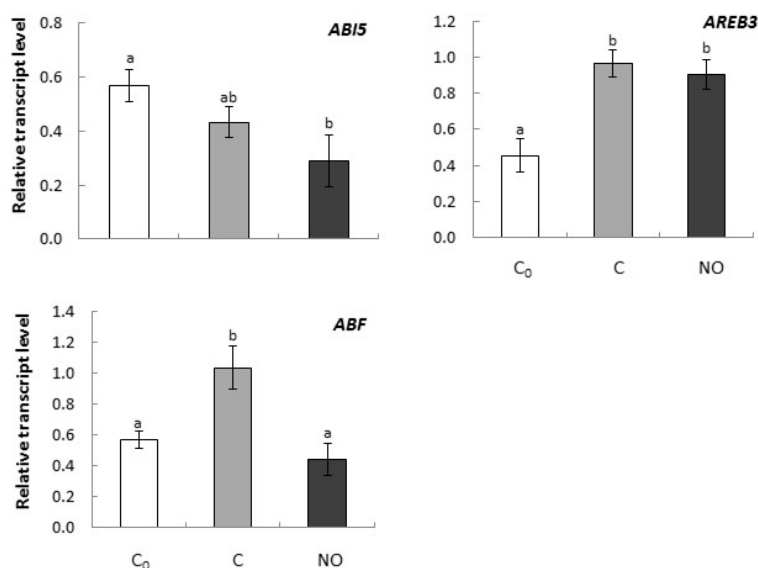 ABI5
Relative transcript level
0.8
0.6
0.4
0.2
0.0
a
ab
b
AREB3
1.2
1.0
0.8
0.6
0.4
0.2
0.0
a
b
b
C₀ C NO
ABF
Relative transcript level
1.4
1.2
1.0
0.8
0.6
0.4
0.2
0.0
a
b
a
C₀ C NO